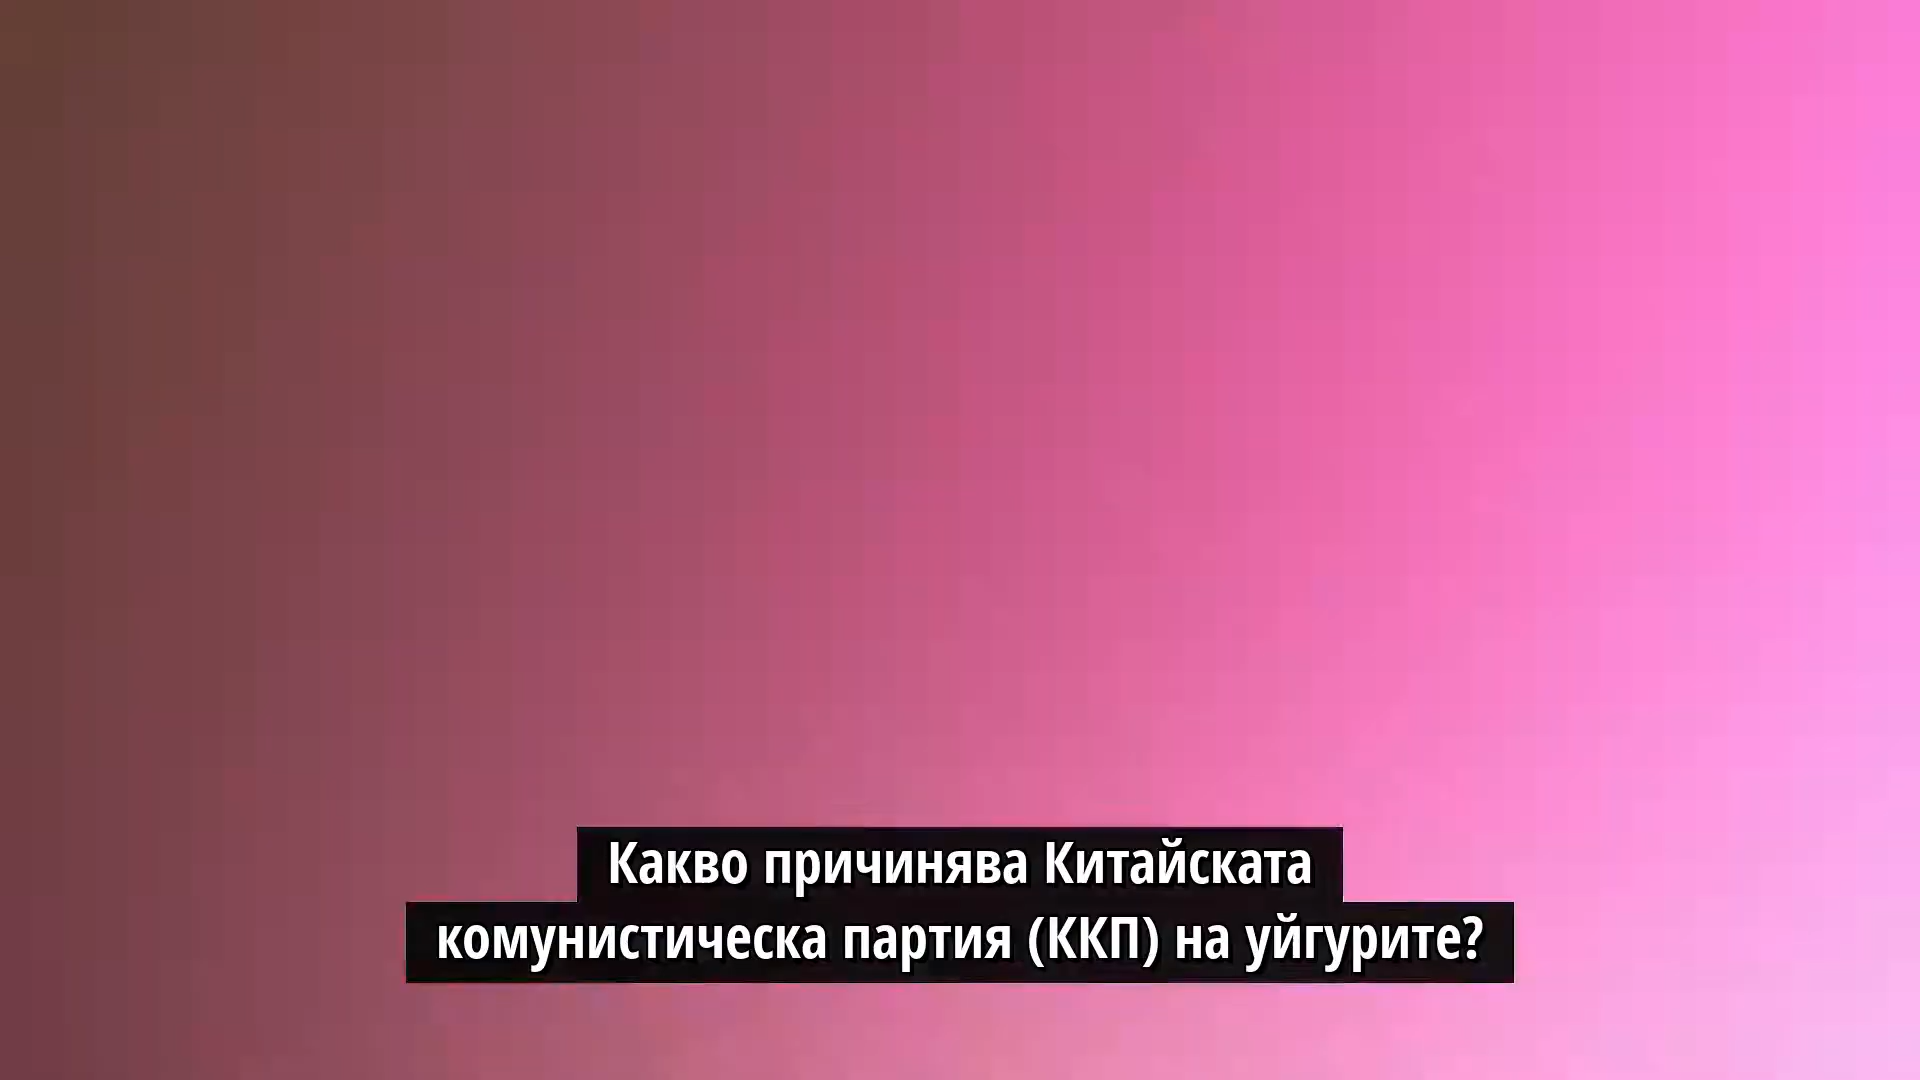 Какво причинява Китайската
комунистическа партия (ККП) на уйгурите?